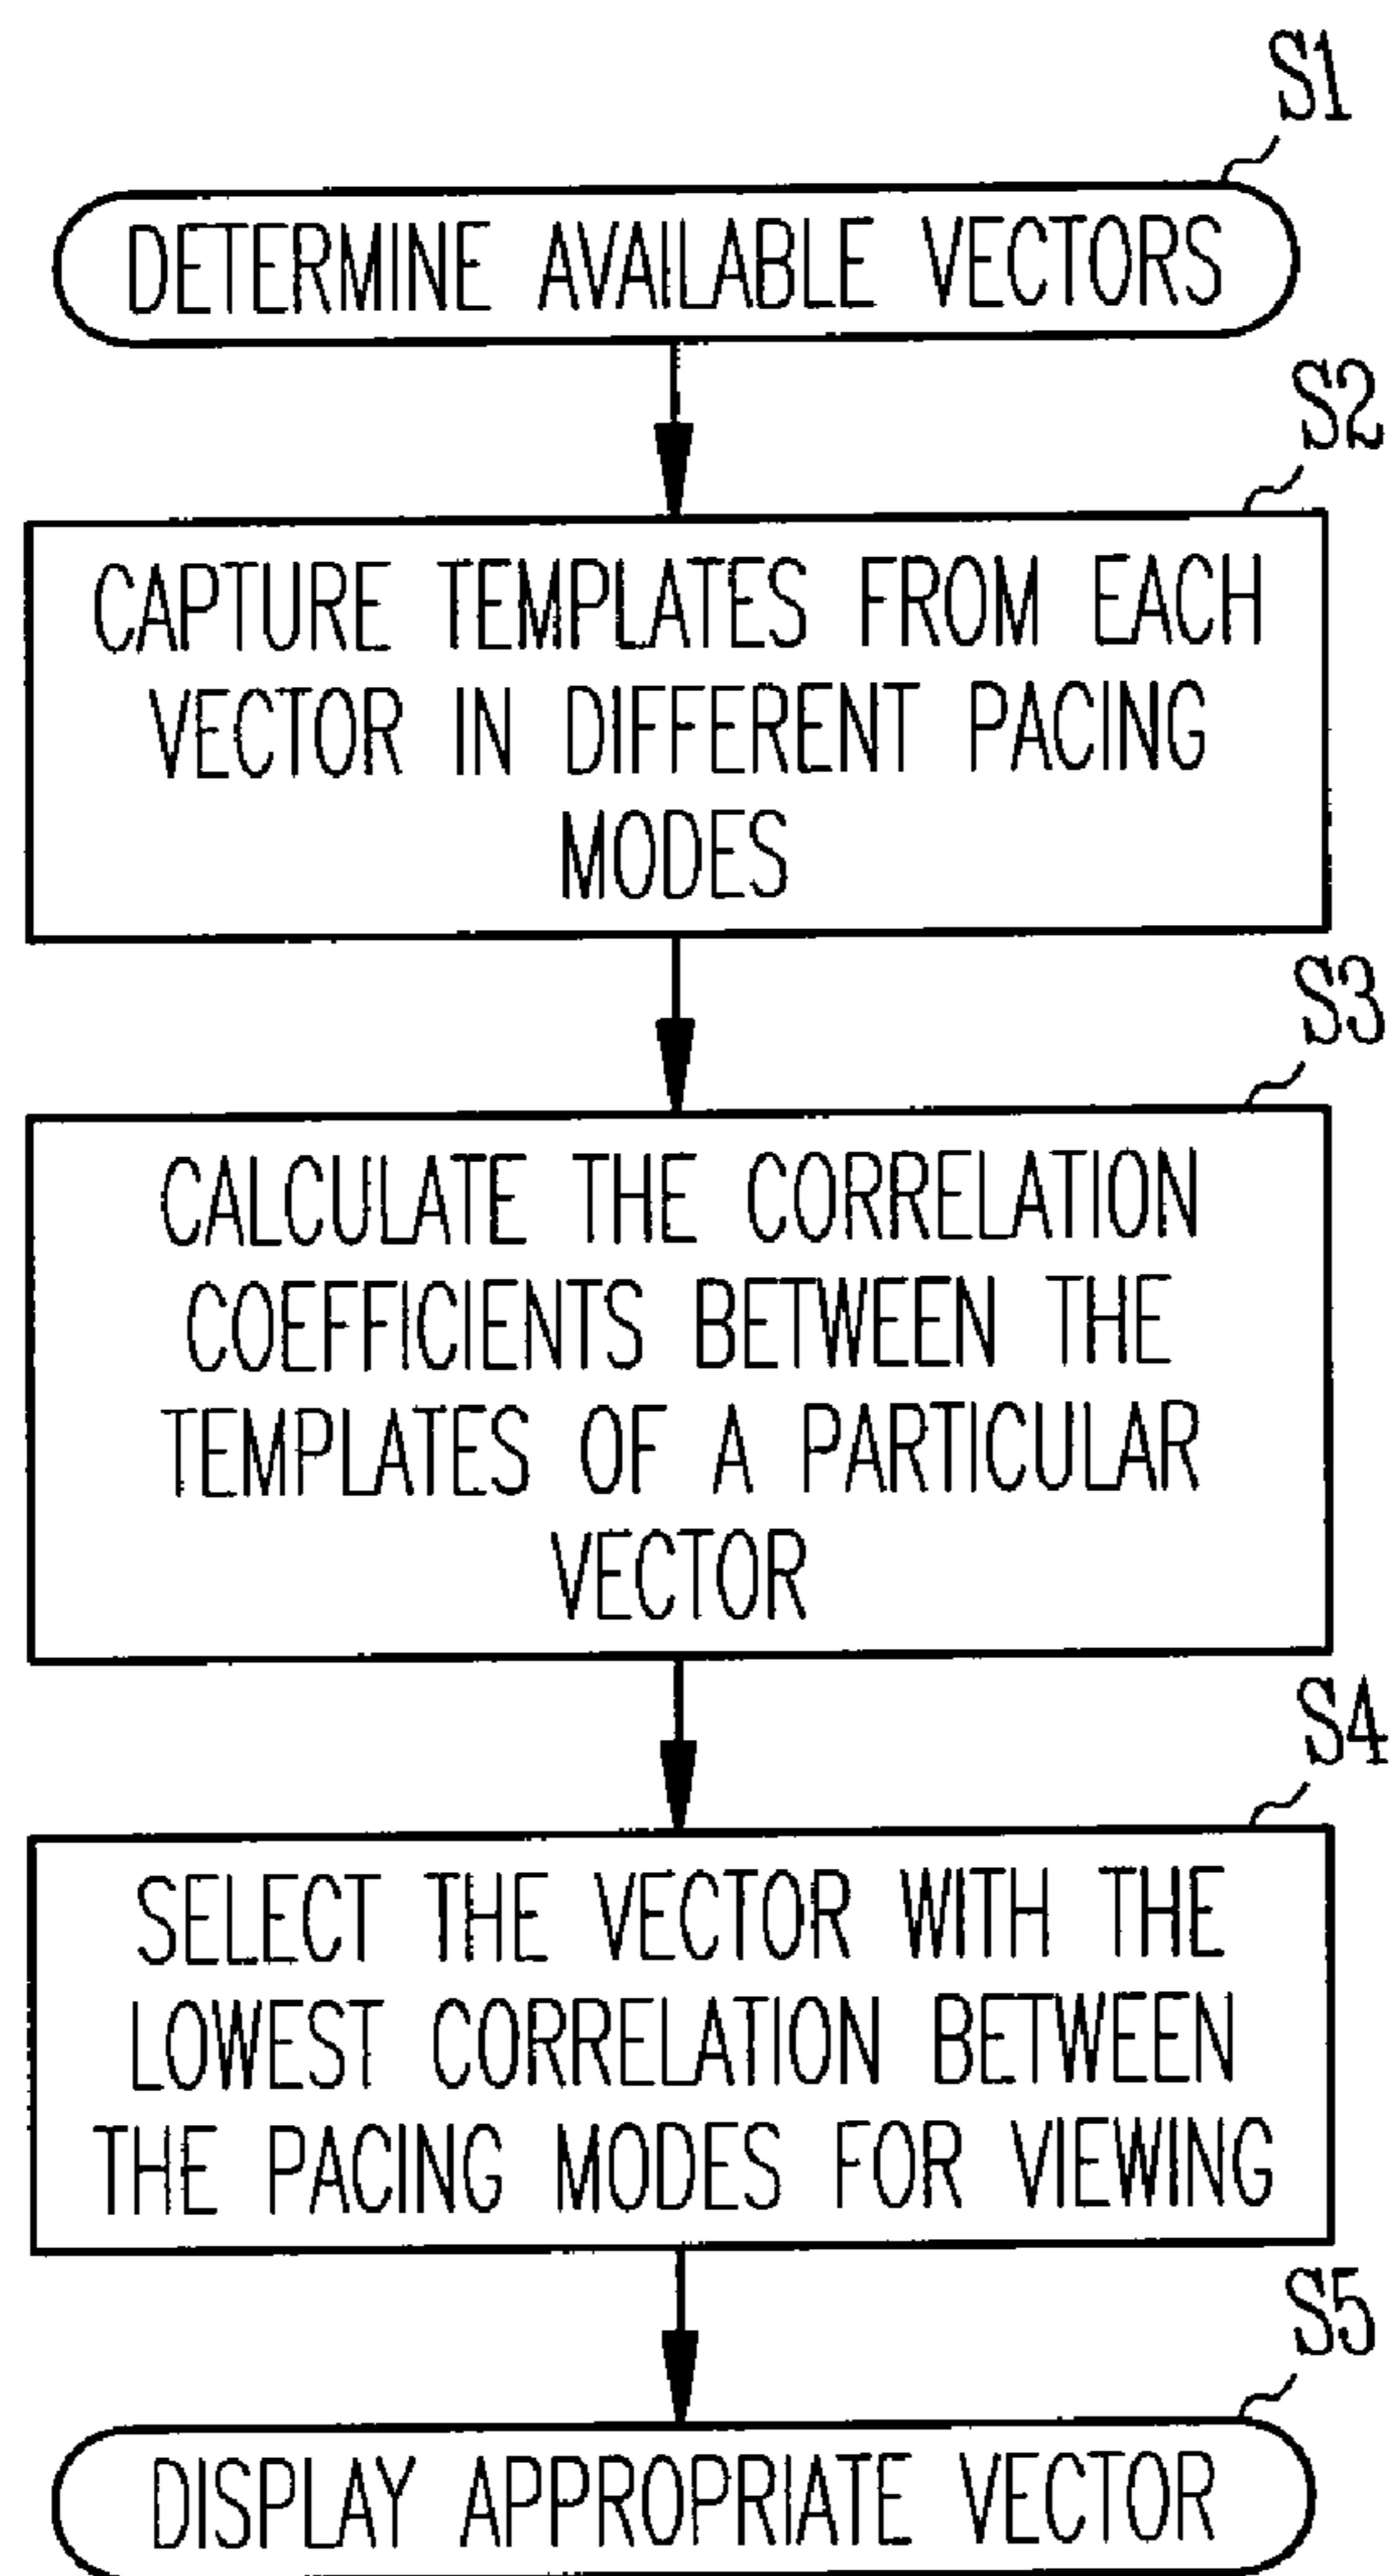 S1
DETERMINE AVAILABLE VECTORS
S2
CAPTURE TEMPLATES FROM EACH
VECTOR IN DIFFERENT PACING
MODES
S3
CALCULATE THE CORRELATION
COEFFICIENTS BETWEEN THE
TEMPLATES OF A PARTICULAR
VECTOR
S4
SELECT THE VECTOR WITH THE
LOWEST CORRELATION BETWEEN
THE PACING MODES FOR VIEWING
S5
DISPLAY APPROPRIATE VECTOR